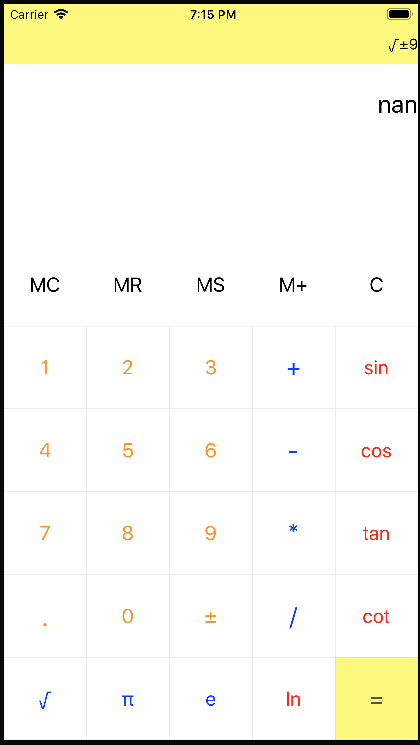 Carrier 7:15 PM
√±9
nan
MC MR MS M+ C
1 2 3 + sin
4 5 6 - cos
7 8 9 * tan
. 0 ± / cot
√ π e ln =